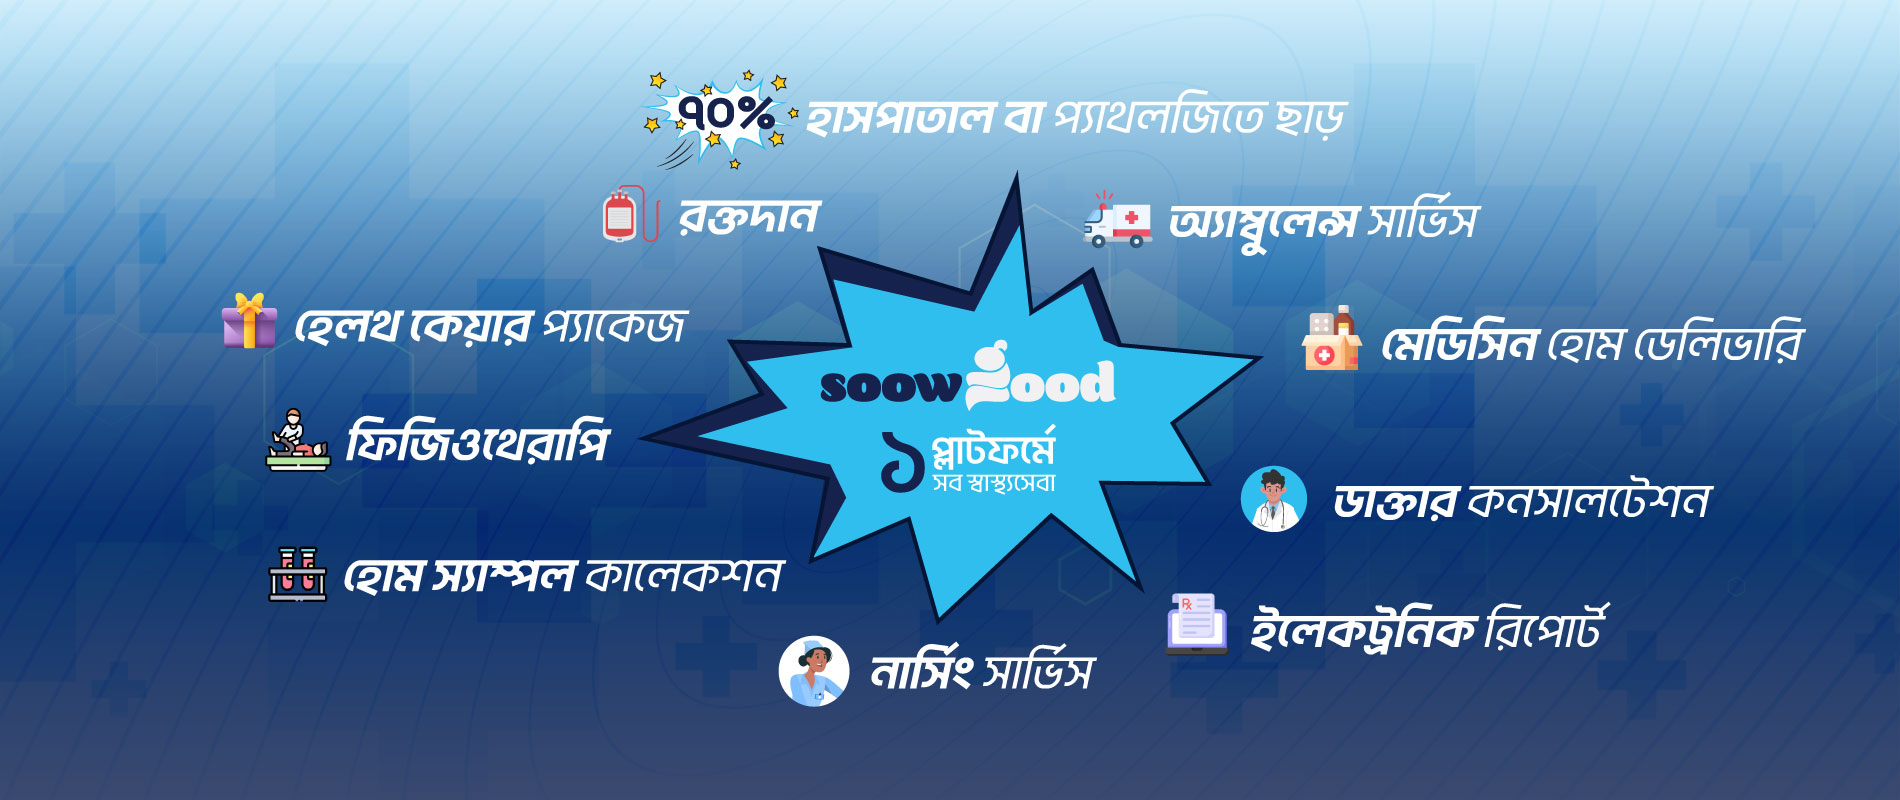 ৭০% হাসপাতাল বা প্যাথলজিতে ছাড়
রক্তদান
অ্যাম্বুলেন্স সার্ভিস
হেলথ কেয়ার প্যাকেজ
মেডিসিন হোম ডেলিভারি
soowgood
ফিজিওথেরাপি
১ প্লাটফর্মে
সব স্বাস্থ্যসেবা
ডাক্তার কনসালটেশন
হোম স্যাম্পল কালেকশন
Rx
ইলেকট্রনিক রিপোর্ট
নার্সিং সার্ভিস